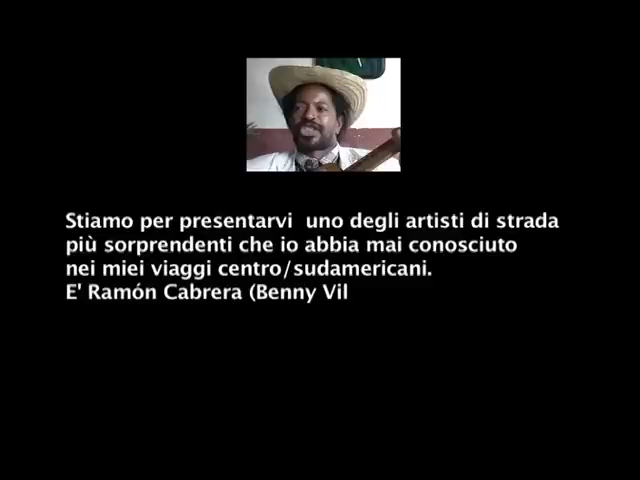 Stiamo per presentarvi uno degli artisti di strada
più sorprendenti che io abbia mai conosciuto
nei miei viaggi centro/sudamericani.
E' Ramón Cabrera (Benny Vil